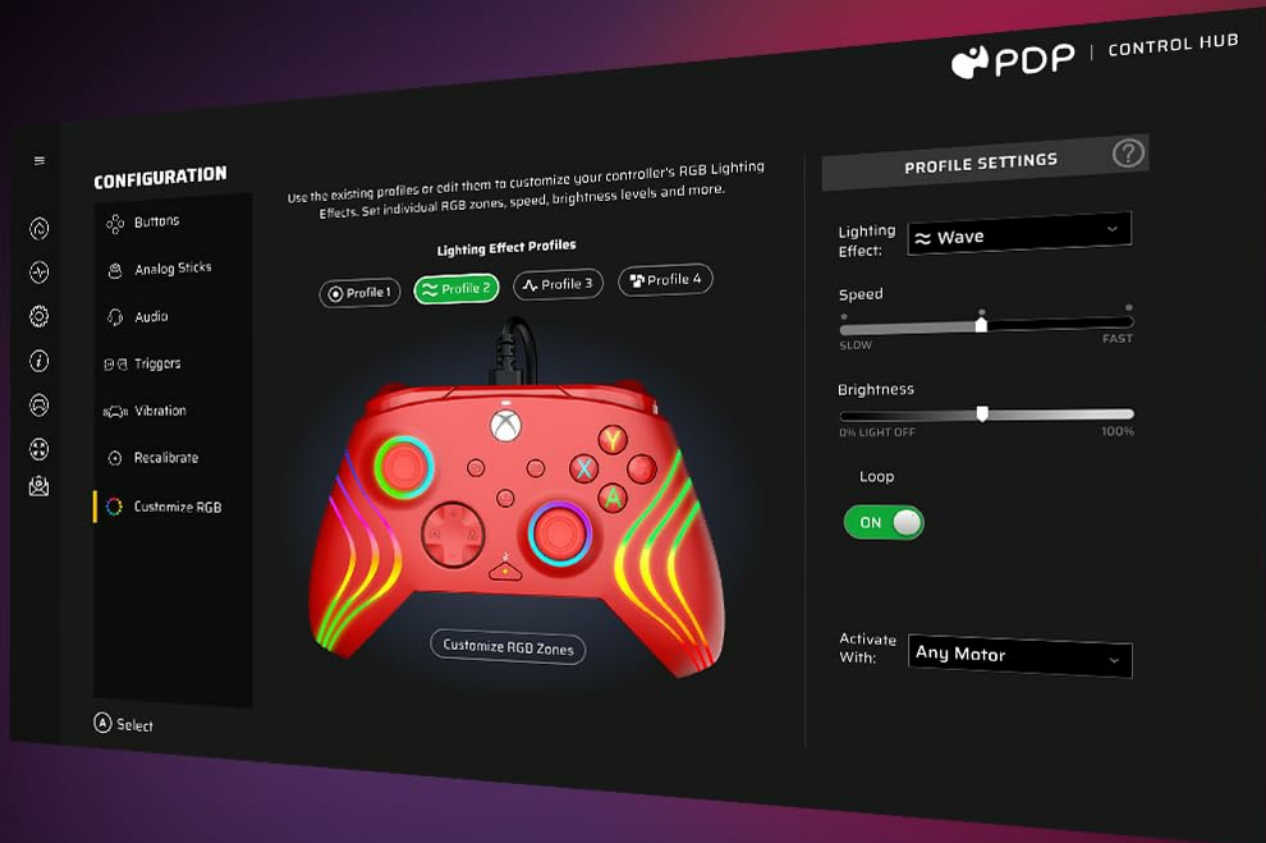 PDP | CONTROL HUB
CONFIGURATION
Buttons
Analog Sticks
Audio
Triggers
Vibration
Recalibrate
Customize RGB
A Select
Use the existing profiles or edit them to customize your controller's RGB Lighting
Effects. Set individual RGB zones, speed, brightness levels and more.
Lighting Effect Profiles
Profile 1
Profile 2
Profile 3
Profile 4
Y
X
A
Customize RGB Zones
PROFILE SETTINGS ?
Lighting
Effect:
Wave
Speed
SLOW
FAST
Brightness
0% LIGHT OFF
100%
Loop
ON
Activate
With:
Any Motor